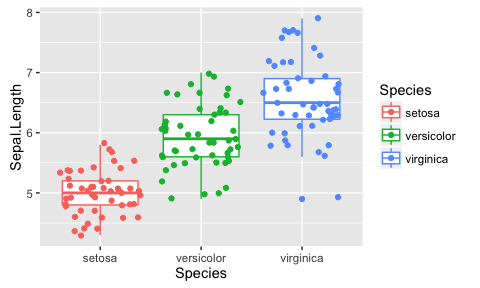 8
7
6
5
Sepal.Length
setosa
versicolor
virginica
Species
Species
setosa
versicolor
virginica